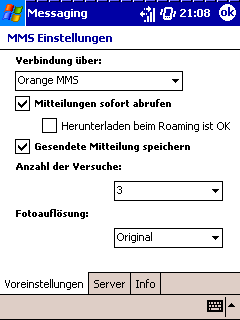 Messaging 21:08 ok
MMS Einstellungen
Verbindung über:
Orange MMS
Mitteilungen sofort abrufen
Herunterladen beim Roaming ist OK
Gesendete Mitteilung speichern
Anzahl der Versuche:
3
Fotoauflösung:
Original
Voreinstellungen Server Info